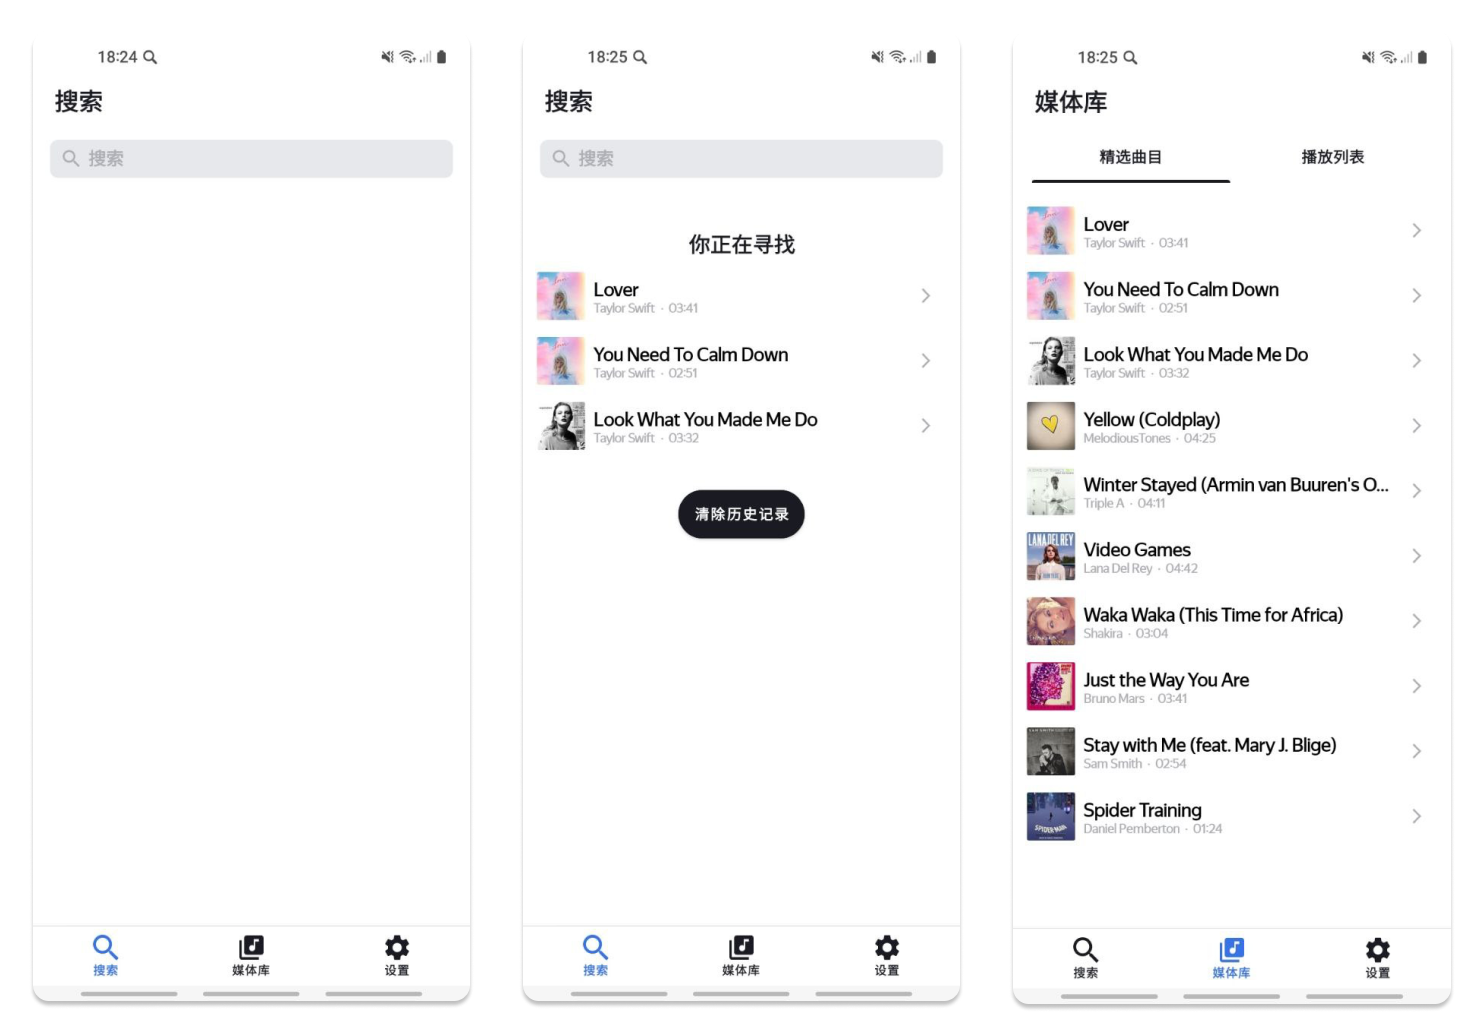 18:24
搜索
搜索
搜索
媒体库
设置
18:25
搜索
搜索
你正在寻找
Lover
Taylor Swift · 03:41
You Need To Calm Down
Taylor Swift · 02:51
Look What You Made Me Do
Taylor Swift · 03:32
清除历史记录
搜索
媒体库
设置
18:25
媒体库
精选曲目
播放列表
Lover
Taylor Swift · 03:41
You Need To Calm Down
Taylor Swift · 02:51
Look What You Made Me Do
Taylor Swift · 03:32
Yellow (Coldplay)
MelodiousTones · 04:25
Winter Stayed (Armin van Buuren's O...
Triple A · 04:11
LANA DEL REY
Video Games
Lana Del Rey · 04:42
Waka Waka (This Time for Africa)
Shakira · 03:04
Just the Way You Are
Bruno Mars · 03:41
Stay with Me (feat. Mary J. Blige)
Sam Smith · 02:54
SPIDER-MAN
Spider Training
Daniel Pemberton · 01:24
搜索
媒体库
设置